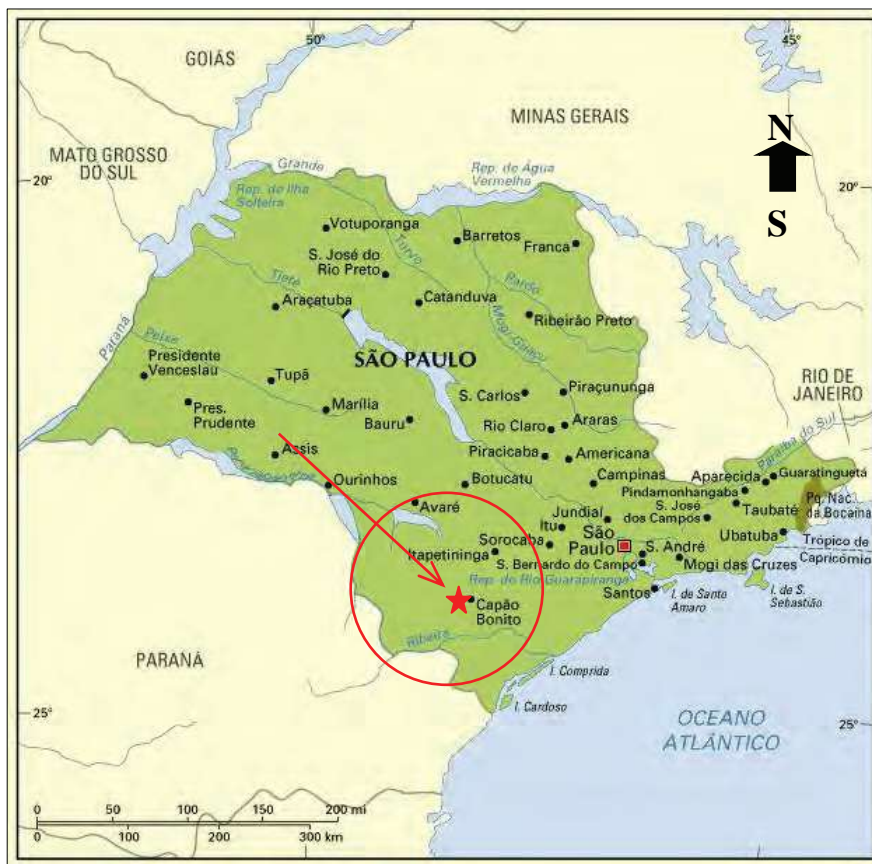 50°
45°
GOIÁS
MINAS GERAIS
N
S
MATO GROSSO
DO SUL
20°
20°
Grande
Rep. de Água
Vermelha
Rep. de Ilha
Solteira
Votuporanga
Turvo
Barretos
Franca
S. José do
Rio Preto
Pardo
Tietê
Araçatuba
Catanduva
Mogi-Guaçu
Ribeirão Preto
Paraná
Peixe
SÃO PAULO
Presidente
Venceslau
Tupã
RIO DE
JANEIRO
S. Carlos
Piraçununga
Pres.
Prudente
Marília
Bauru
Rio Claro
Araras
Paraíba do Sul
Assis
Piracicaba
Americana
Ourinhos
Botucatu
Campinas
Aparecida
Guaratinguetá
Pindamonhangaba
Pq. Nac.
da Bocaina
Avaré
Jundiaí
S. José
dos Campos
Taubaté
Itu
São
Paulo
Ubatuba
Sorocaba
Trópico de
Capricórnio
Itapetininga
S. André
S. Bernardo do Campo
Mogi das Cruzes
Rep. do Rio Guarapiranga
Santos
I. de Santo
Amaro
I. de S.
Sebastião
Capão
Bonito
Ribeira
PARANÁ
I. Comprida
I. Cardoso
25°
25°
OCEANO
ATLÂNTICO
0 50 100 150 200 mi
0 100 200 300 km